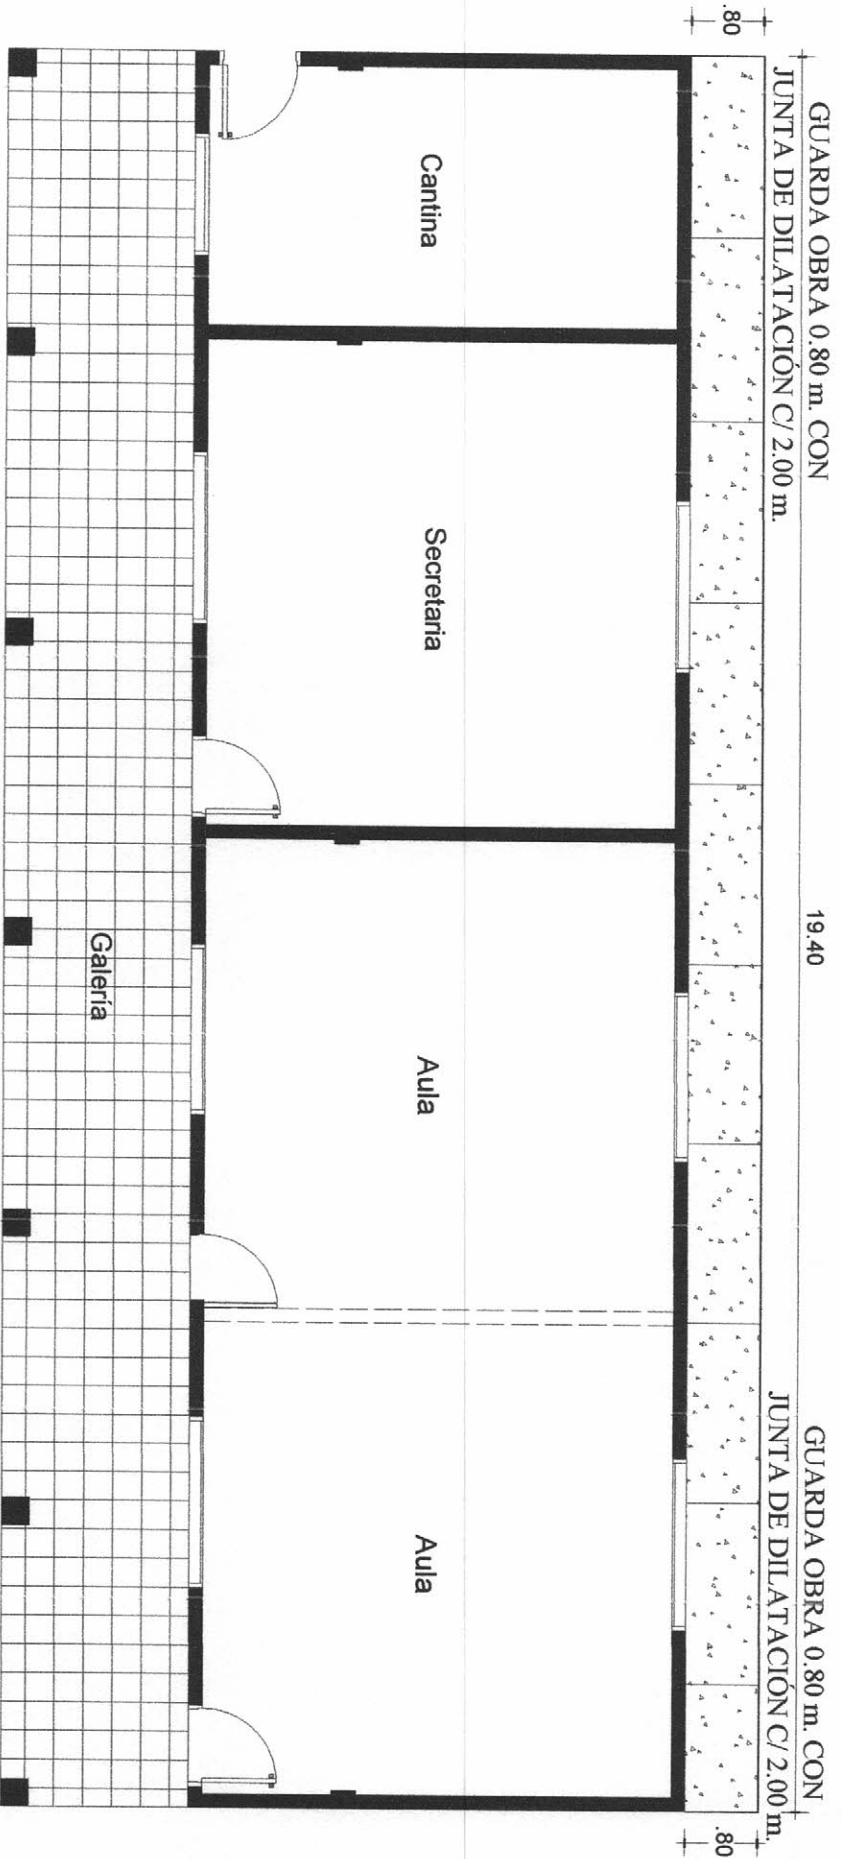 GUARDA OBRA 0.80 m. CON
JUNTA DE DILATACIÓN C/ 2.00 m.
19.40
GUARDA OBRA 0.80 m. CON
JUNTA DE DILATACIÓN C/ 2.00 m.
.80
.80
Cantina
Secretaria
Aula
Aula
Galería